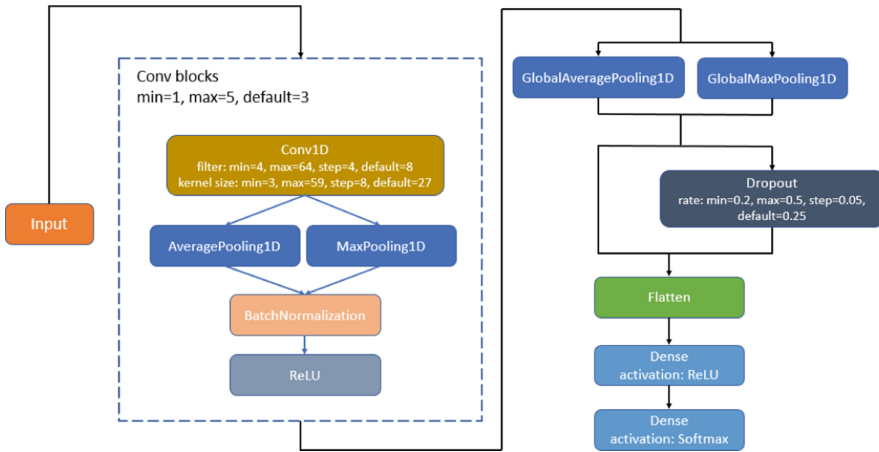 Input
Conv blocks
min=1, max=5, default=3
Conv1D
filter: min=4, max=64, step=4, default=8
kernel size: min=3, max=59, step=8, default=27
AveragePooling1D
MaxPooling1D
BatchNormalization
ReLU
GlobalAveragePooling1D
GlobalMaxPooling1D
Dropout
rate: min=0.2, max=0.5, step=0.05,
default=0.25
Flatten
Dense
activation: ReLU
Dense
activation: Softmax